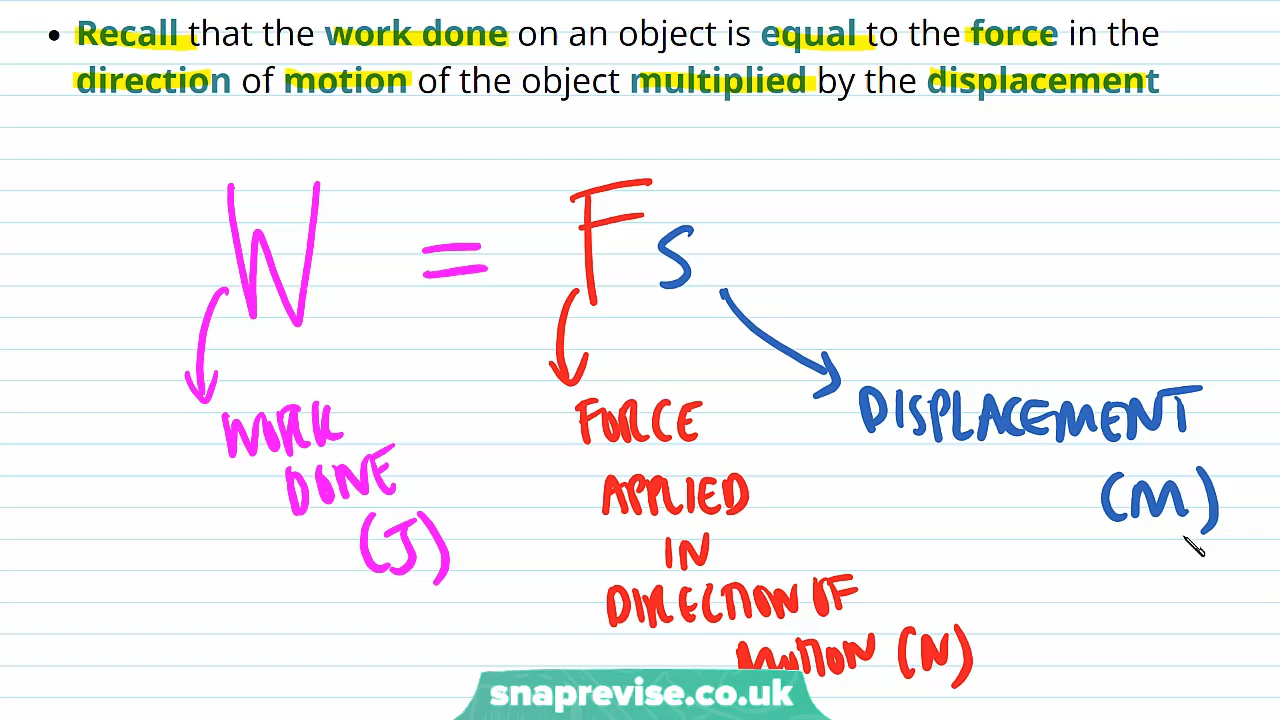 • Recall that the work done on an object is equal to the force in the
direction of motion of the object multiplied by the displacement
W = Fs
WORK
DONE
(J)
FORCE
APPLIED
IN
DIRECTION OF
MOTION (N)
DISPLACEMENT
(M)
snaprevise.co.uk